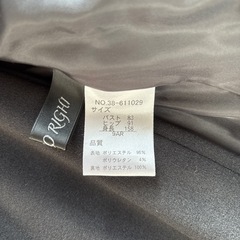 O RIGHI
NO.38-611029
サイズ
バスト 83
ヒップ 91
身長 158
9AR
品質
表地 ポリエステル 96%
ポリウレタン 4%
裏地 ポリエステル 100%